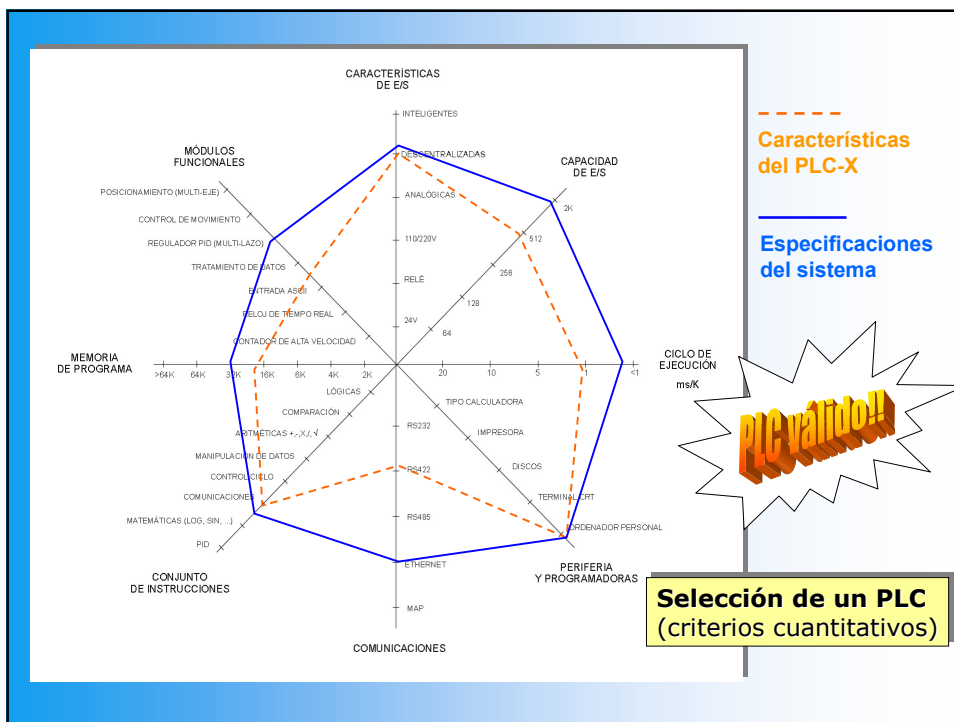 CARACTERÍSTICAS
DE E/S
INTELIGENTES
DESCENTRALIZADAS
ANALÓGICAS
110/220V
RELÉ
24V
CAPACIDAD
DE E/S
2K
512
256
128
64
CICLO DE
EJECUCIÓN
ms/K
20
10
5
1
<1
TIPO CALCULADORA
IMPRESORA
DISCOS
TERMINAL CRT
ORDENADOR PERSONAL
PERIFERIA
Y PROGRAMADORAS
RS232
RS422
RS485
ETHERNET
MAP
COMUNICACIONES
LÓGICAS
COMPARACIÓN
ARITMÉTICAS +,-,X,/, √
MANIPULACIÓN DE DATOS
CONTROL CICLO
COMUNICACIONES
MATEMÁTICAS (LOG, SIN, ...)
PID
CONJUNTO
DE INSTRUCCIONES
MEMORIA
DE PROGRAMA
>64K
64K
32K
16K
6K
4K
2K
MÓDULOS
FUNCIONALES
POSICIONAMIENTO (MULTI-EJE)
CONTROL DE MOVIMIENTO
REGULADOR PID (MULTI-LAZO)
TRATAMIENTO DE DATOS
ENTRADA ASCII
RELOJ DE TIEMPO REAL
CONTADOR DE ALTA VELOCIDAD
Características
del PLC-X
Especificaciones
del sistema
PLC válido!!
Selección de un PLC
(criterios cuantitativos)